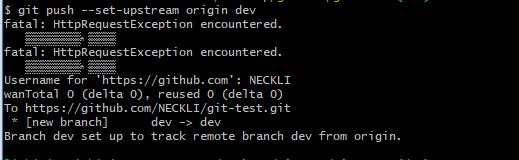 $ git push --set-upstream origin dev
fatal: HttpRequestException encountered.
fatal: HttpRequestException encountered.
Username for 'https://github.com': NECKLI
wanTotal 0 (delta 0), reused 0 (delta 0)
To https://github.com/NECKLI/git-test.git
* [new branch]      dev -> dev
Branch dev set up to track remote branch dev from origin.